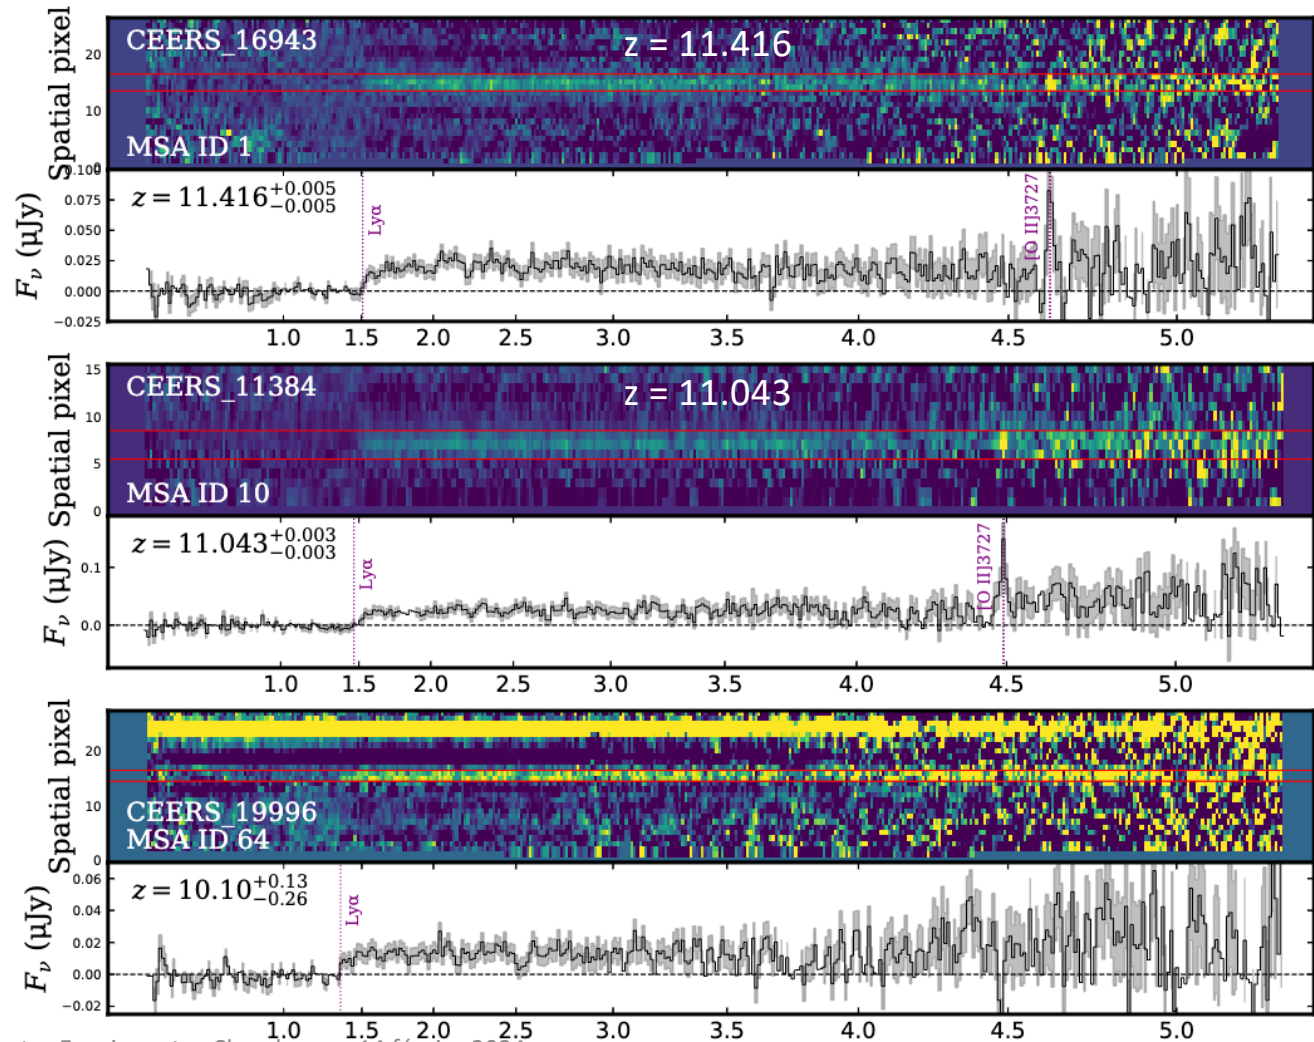 CEERS_16943
z = 11.416
MSA ID 1
Spatial pixel
20
10
z = 11.416 +0.005 −0.005
Lyα
[O II]3727
Fν (μJy)
0.100
0.075
0.050
0.025
0.000
−0.025
1.0 1.5 2.0 2.5 3.0 3.5 4.0 4.5 5.0
CEERS_11384
z = 11.043
MSA ID 10
Spatial pixel
15
10
5
0
z = 11.043 +0.003 −0.003
Lyα
[O II]3727
Fν (μJy)
0.1
0.0
1.0 1.5 2.0 2.5 3.0 3.5 4.0 4.5 5.0
Spatial pixel
20
10
0
CEERS_19996
MSA ID 64
z = 10.10 +0.13 −0.26
Lyα
Fν (μJy)
0.06
0.04
0.02
0.00
−0.02
1.0 1.5 2.0 2.5 3.0 3.5 4.0 4.5 5.0